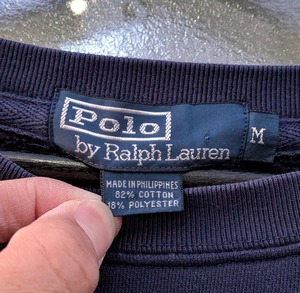 Polo
by Ralph Lauren
M
MADE IN PHILIPPINES
82% COTTON
18% POLYESTER